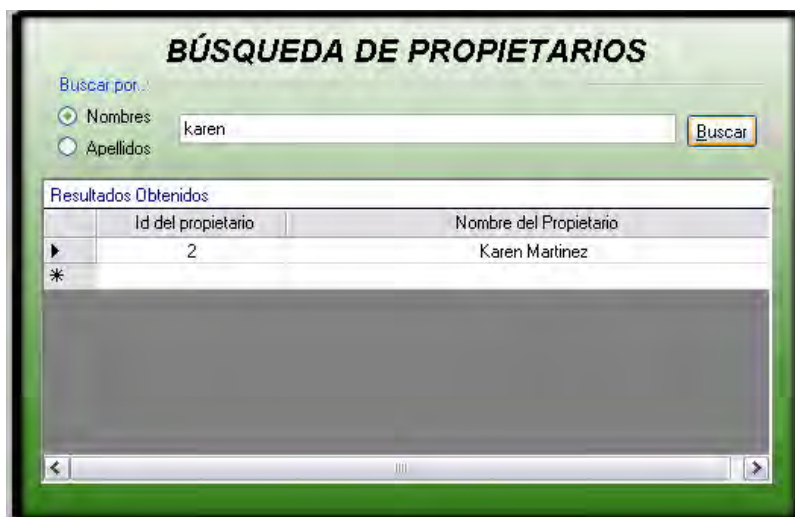 BÚSQUEDA DE PROPIETARIOS
Buscar por..
Nombres
karen
Buscar
Apellidos
Resultados Obtenidos
Id del propietario Nombre del Propietario
2 Karen Martinez